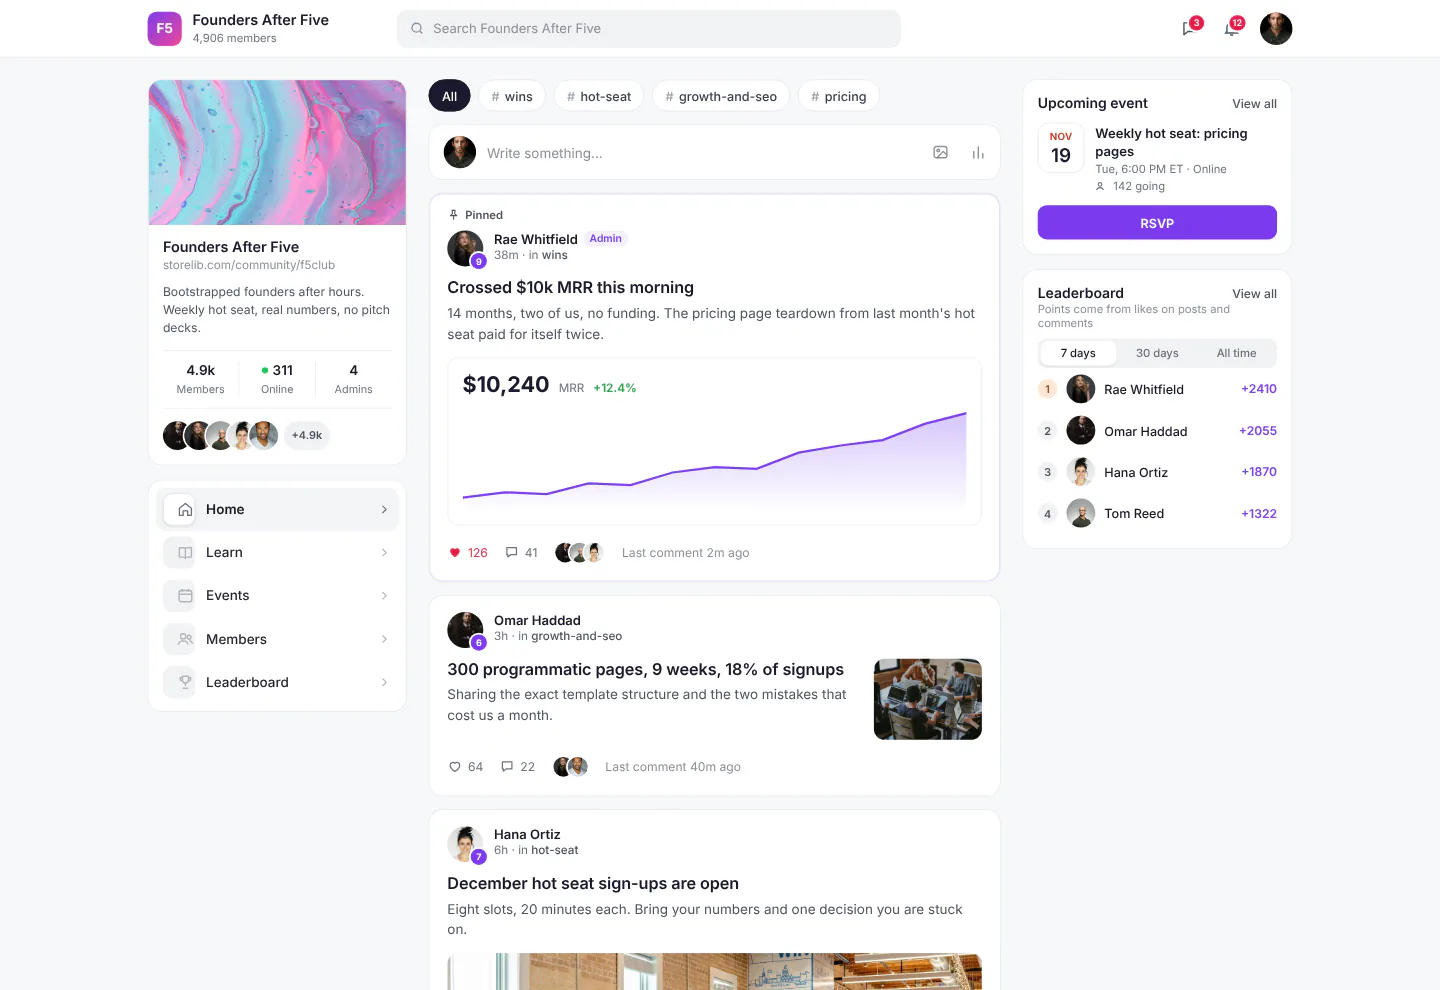 F5
Founders After Five
4,906 members
Search Founders After Five
3
12
Founders After Five
storelib.com/community/f5club
Bootstrapped founders after hours.
Weekly hot seat, real numbers, no pitch
decks.
4.9k
Members
311
Online
4
Admins
+4.9k
Home
Learn
Events
Members
Leaderboard
All
# wins
# hot-seat
# growth-and-seo
# pricing
Write something...
Pinned
Rae Whitfield Admin
38m · in wins
9
Crossed $10k MRR this morning
14 months, two of us, no funding. The pricing page teardown from last month's hot
seat paid for itself twice.
$10,240 MRR +12.4%
126 41 Last comment 2m ago
Omar Haddad
3h · in growth-and-seo
6
300 programmatic pages, 9 weeks, 18% of signups
Sharing the exact template structure and the two mistakes that
cost us a month.
64 22 Last comment 40m ago
Hana Ortiz
6h · in hot-seat
7
December hot seat sign-ups are open
Eight slots, 20 minutes each. Bring your numbers and one decision you are stuck
on.
Upcoming event View all
NOV
19
Weekly hot seat: pricing
pages
Tue, 6:00 PM ET · Online
142 going
RSVP
Leaderboard View all
Points come from likes on posts and
comments
7 days 30 days All time
1 Rae Whitfield +2410
2 Omar Haddad +2055
3 Hana Ortiz +1870
4 Tom Reed +1322